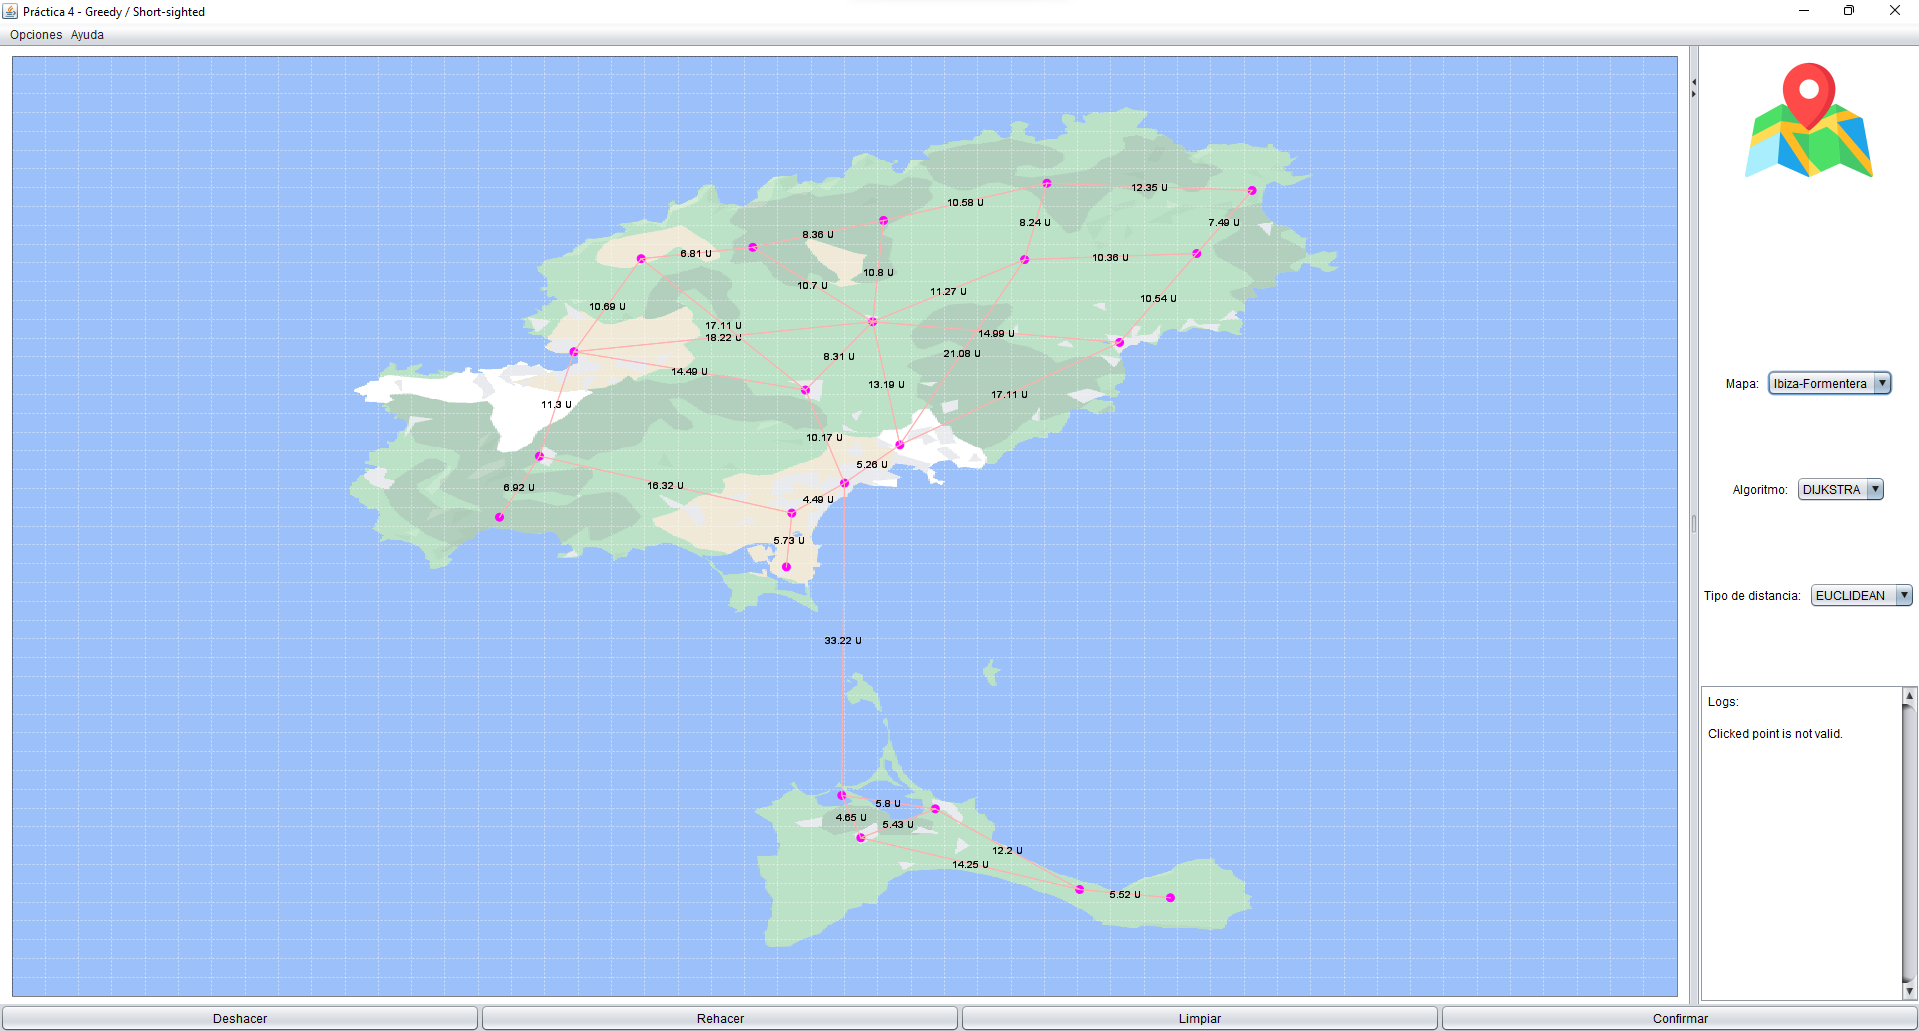 Práctica 4 - Greedy / Short-sighted
Opciones Ayuda
12.35 U
10.58 U
7.49 U
8.24 U
8.36 U
6.81 U
10.36 U
10.8 U
10.7 U
11.27 U
10.54 U
10.69 U
17.11 U
14.99 U
18.22 U
21.08 U
8.31 U
14.49 U
13.19 U
17.11 U
11.3 U
10.17 U
5.26 U
16.32 U
6.92 U
4.49 U
5.73 U
33.22 U
5.8 U
4.65 U
5.43 U
12.2 U
14.25 U
5.52 U
Mapa: Ibiza-Formentera
Algoritmo: DIJKSTRA
Tipo de distancia: EUCLIDEAN
Logs:
Clicked point is not valid.
Deshacer
Rehacer
Limpiar
Confirmar